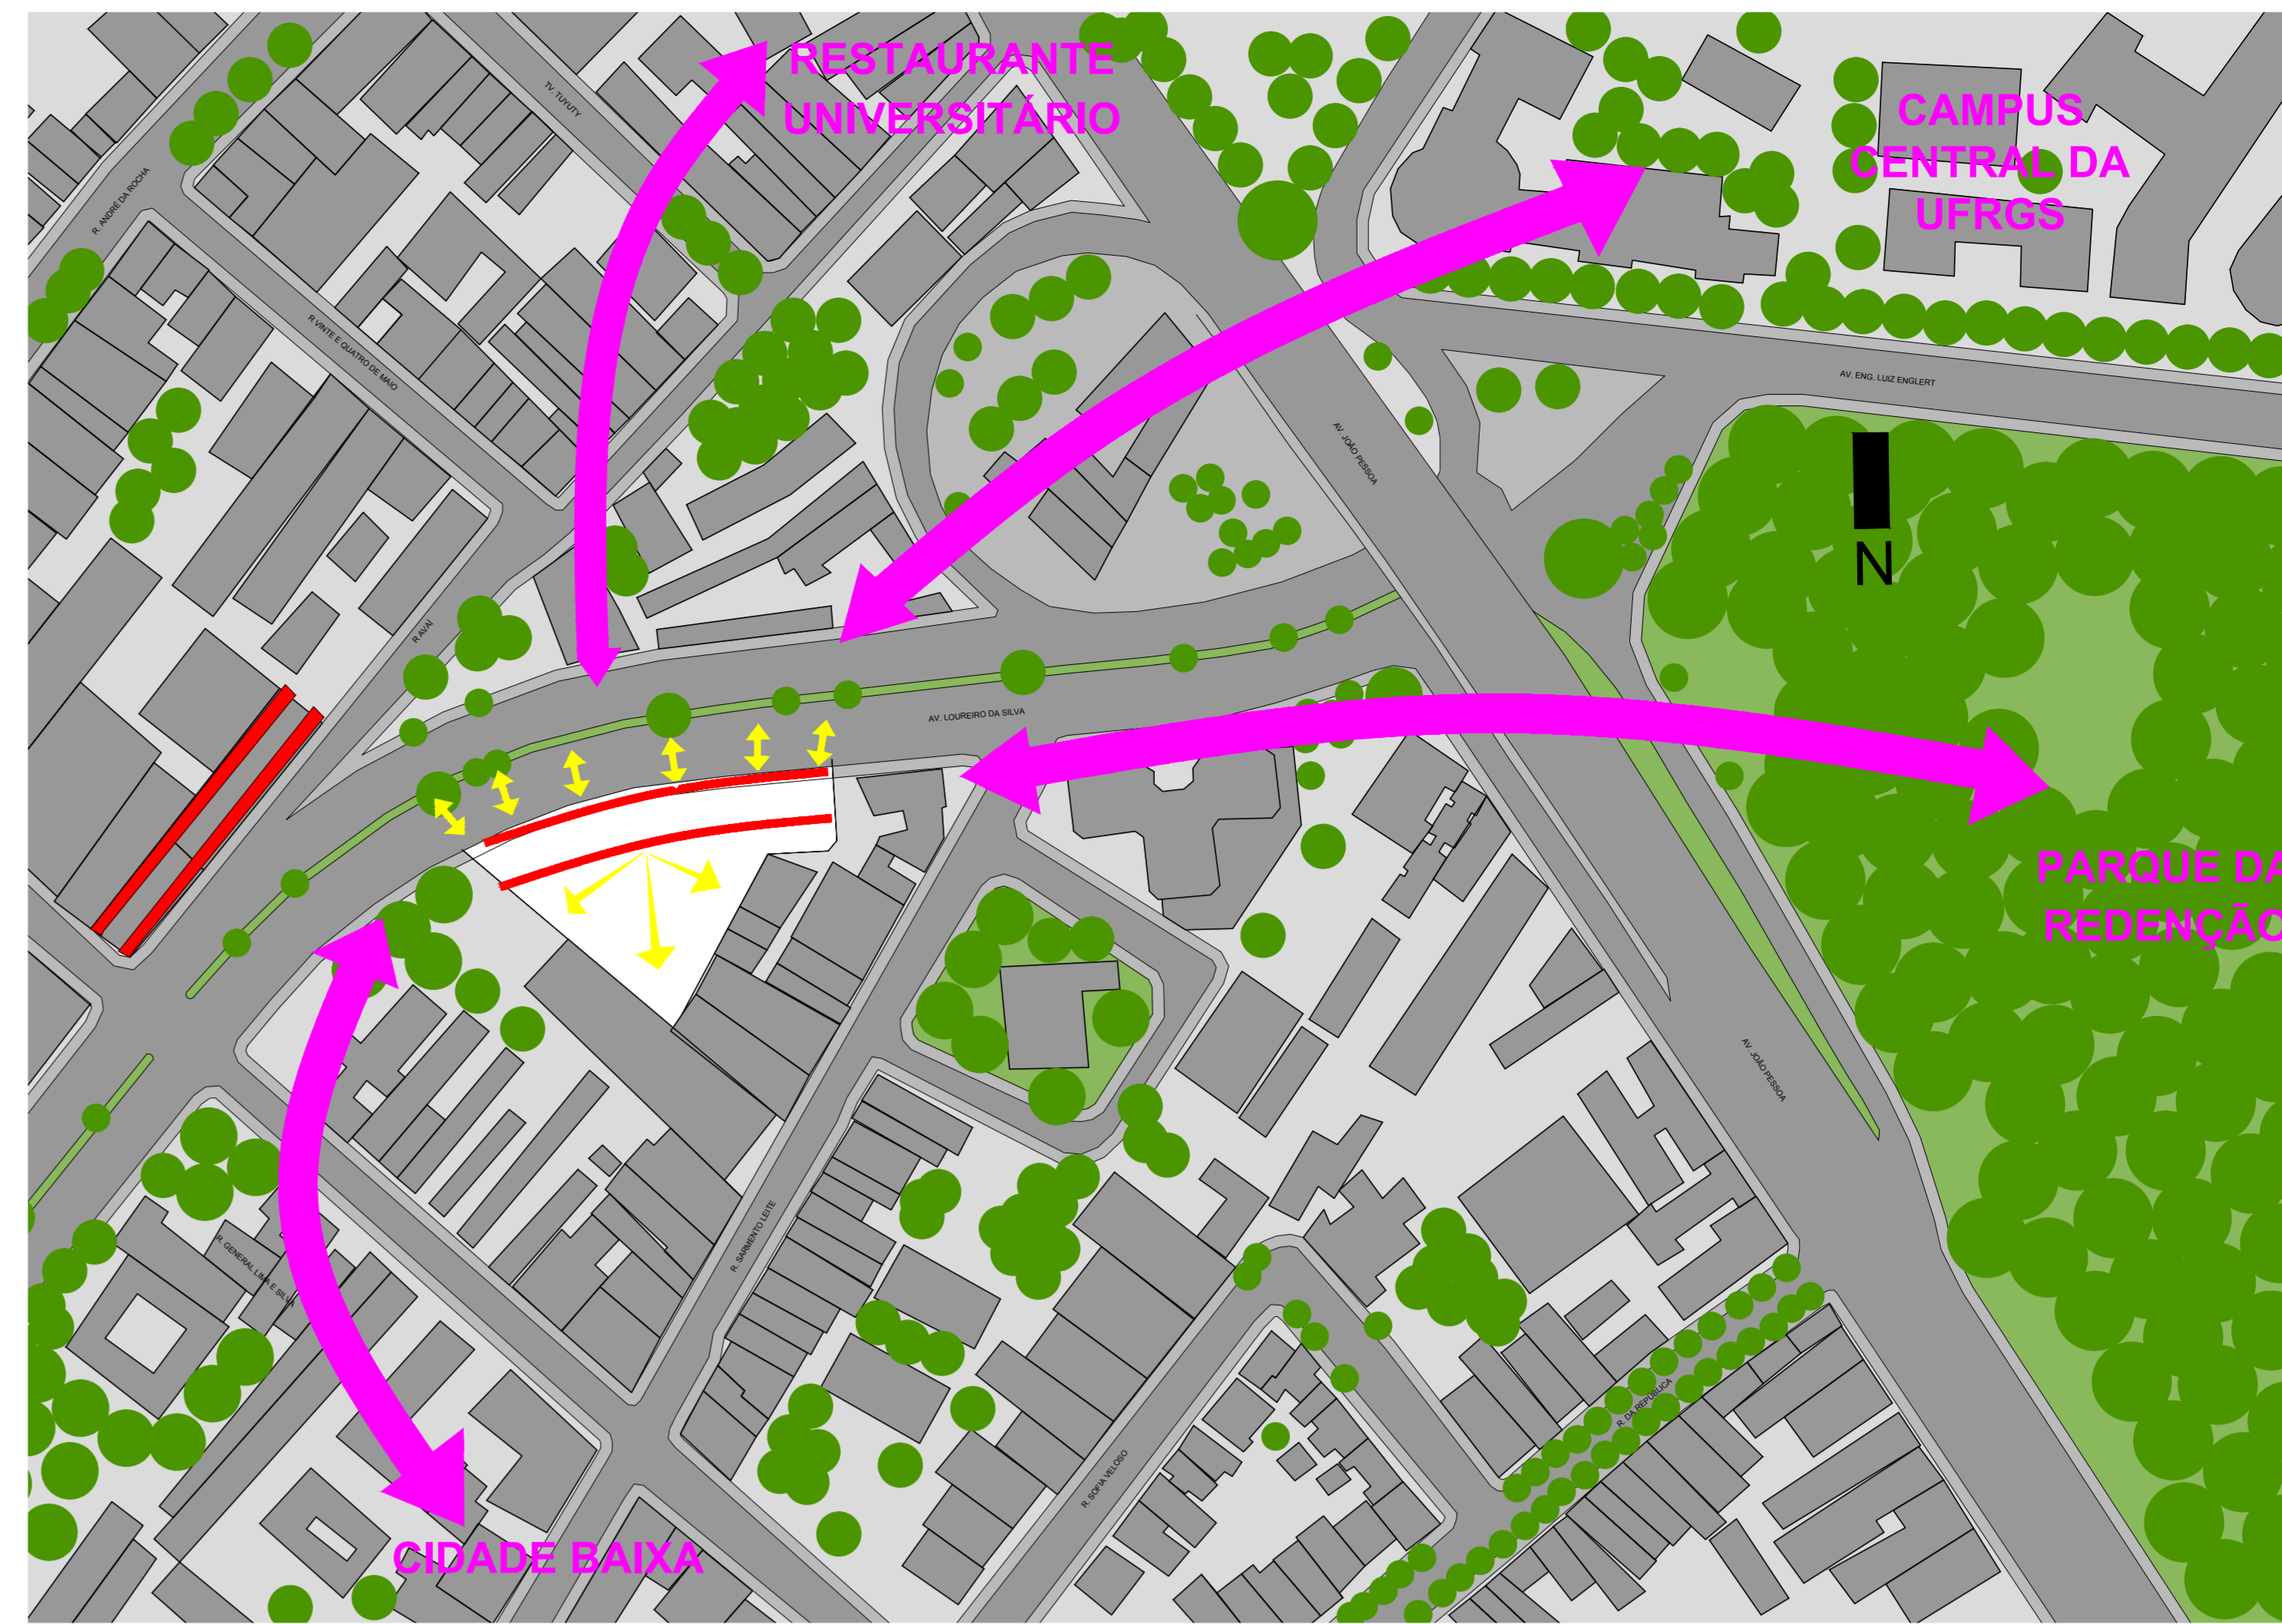 RESTAURANTE
UNIVERSITÁRIO
CAMPUS
CENTRAL DA
UFRGS
TV. TUYUTY
R. ANDRÉ DA ROCHA
R VINTE E QUATRO DE MAIO
AV. ENG. LUIZ ENGLERT
AV. JOÃO PESSOA
N
R AVAÍ
AV. LOUREIRO DA SILVA
PARQUE DA
REDENÇÃO
AV. JOÃO PESSOA
R. SARMENTO LEITE
R. GENERAL LIMA E SILVA
R. DA REPÚBLICA
R. SOFIA VELOSO
CIDADE BAIXA